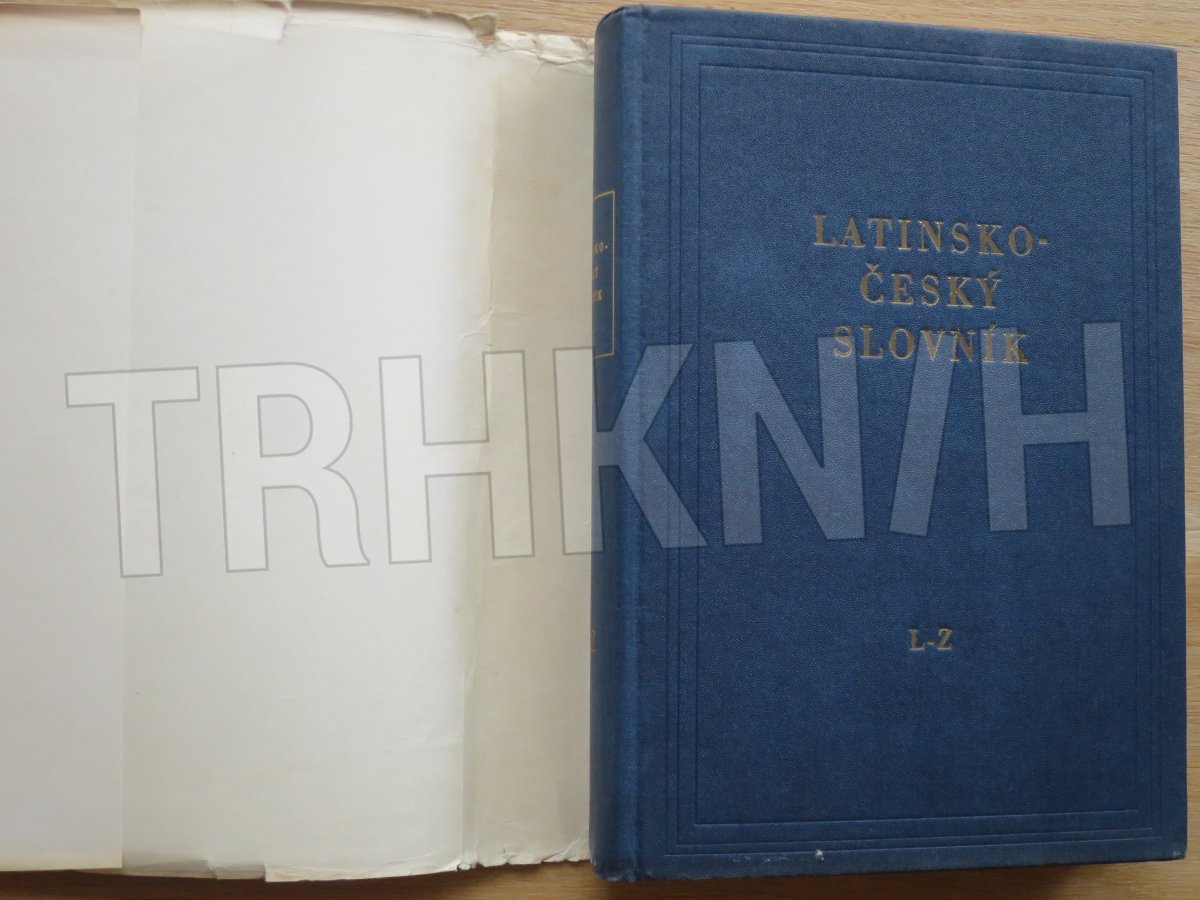 LATINSKO-
ČESKÝ
SLOVNÍK
TRHKNIH
L-Z